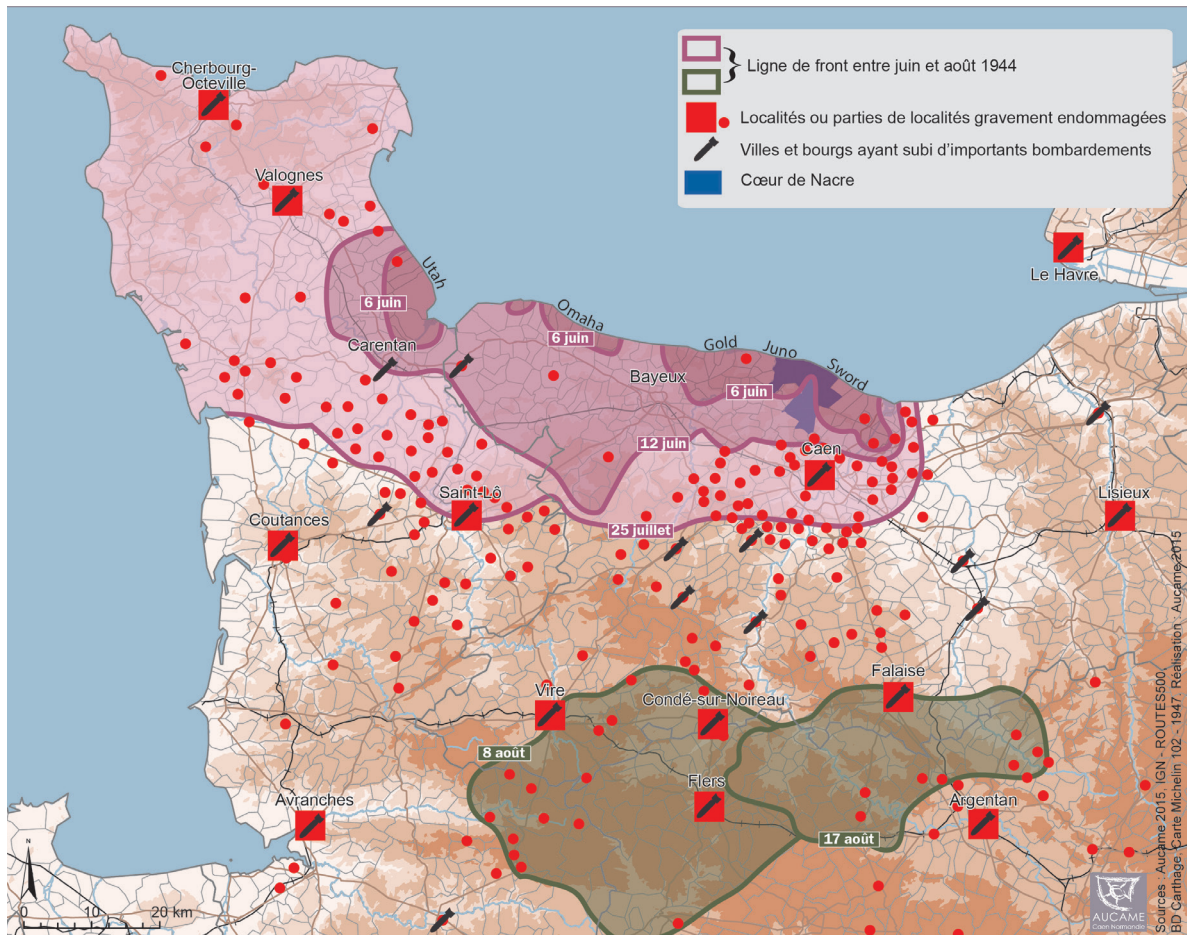 Ligne de front entre juin et août 1944
Localités ou parties de localités gravement endommagées
Villes et bourgs ayant subi d'importants bombardements
Cœur de Nacre
Cherbourg-
Octeville
Valognes
Le Havre
Utah
6 juin
Omaha
6 juin
Carentan
Gold
Juno
Sword
Bayeux
6 juin
12 juin
Caen
Saint-Lô
Lisieux
Coutances
25 juillet
Falaise
Vire
Condé-sur-Noireau
8 août
Flers
Avranches
Argentan
17 août
N
0 10 20 km
AUCAME
Caen Normandie
Sources : Aucame 2015, IGN - ROUTES500,
BD Carthage, Carte Michelin 102 - 1947, Réalisation : Aucame 2015